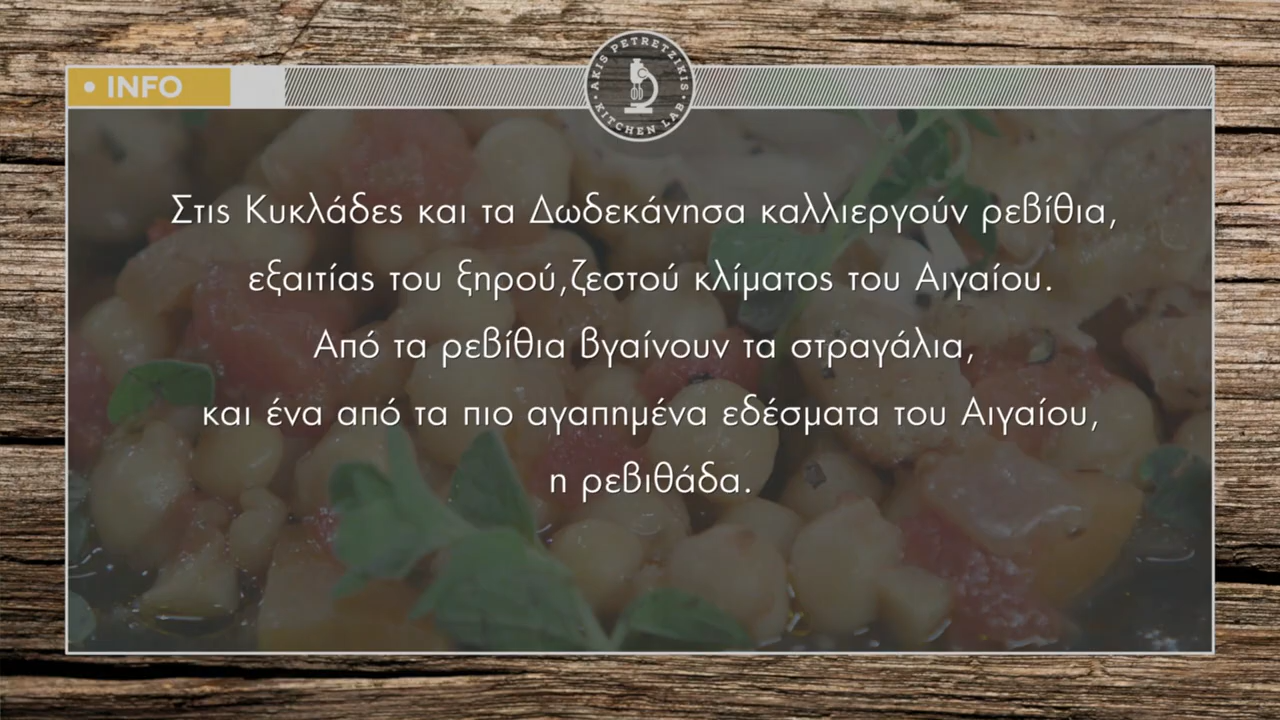 • INFO
• AKIS PETRETZIKIS • KITCHEN LAB
Στις Κυκλάδες και τα Δωδεκάνησα καλλιεργούν ρεβίθια,
εξαιτίας του ξηρού,ζεστού κλίματος του Αιγαίου.
Από τα ρεβίθια βγαίνουν τα στραγάλια,
και ένα από τα πιο αγαπημένα εδέσματα του Αιγαίου,
η ρεβιθάδα.